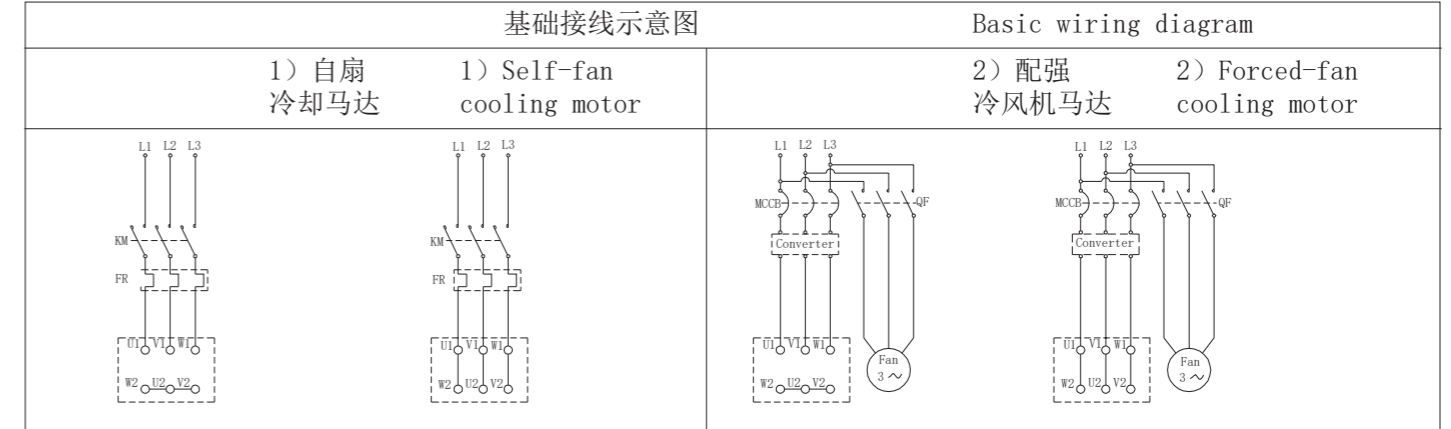 基础接线示意图 Basic wiring diagram
1）自扇 1）Self-fan
冷却马达 cooling motor
2）配强 2）Forced-fan
冷风机马达 cooling motor
L1 L2 L3
KM
FR
U1 V1 W1
W2 U2 V2
L1 L2 L3
KM
FR
U1 V1 W1
W2 U2 V2
L1 L2 L3
MCCB QF
Converter
U1 V1 W1
Fan
3
W2 U2 V2
L1 L2 L3
MCCB QF
Converter
U1 V1 W1
Fan
3
W2 U2 V2